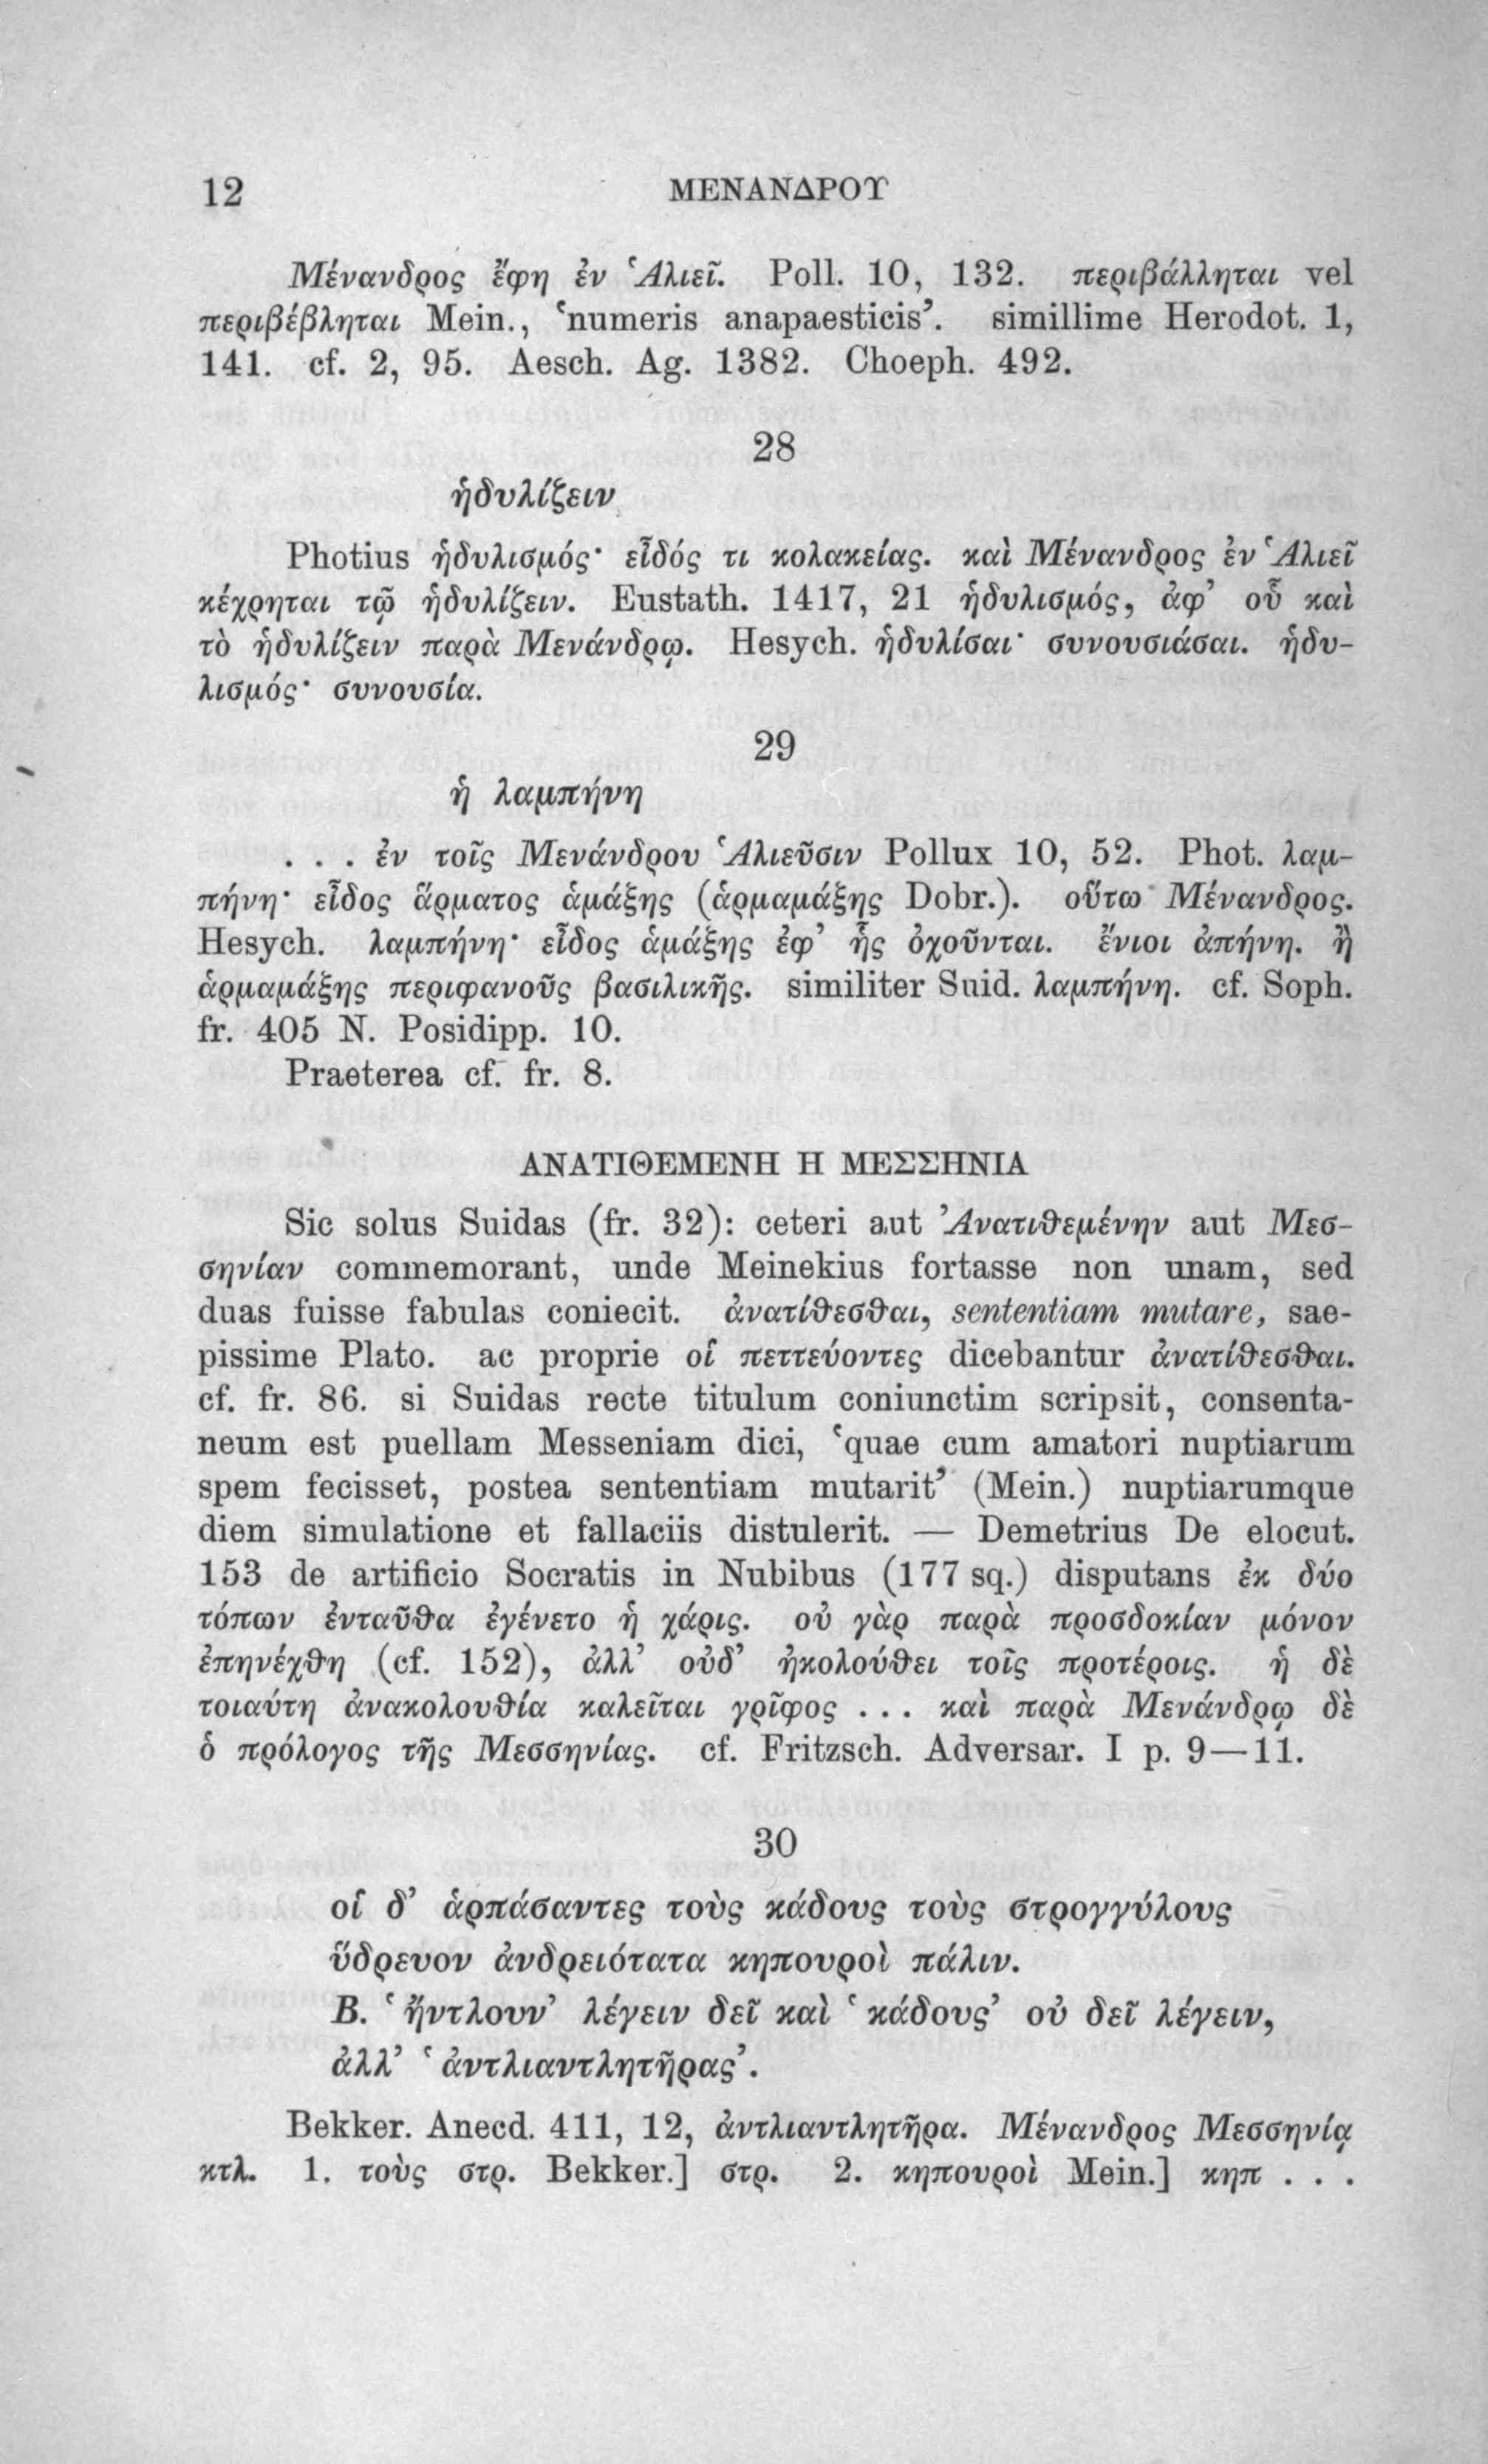 12 ΜΕΝΑΝΔΡΟΥ
Μένανδρος ἔφη ἐν Ἁλιεῖ. Poll. 10, 132. περιβάλληται vel
περιβέβληται Mein., ‘numeris anapaesticis’. simillime Herodot. 1,
141. cf. 2, 95. Aesch. Ag. 1382. Choeph. 492.
28
ἡδυλίζειν
Photius ἡδυλισμός· εἶδός τι κολακείας. καὶ Μένανδρος ἐν Ἁλιεῖ
κέχρηται τῷ ἡδυλίζειν. Eustath. 1417, 21 ἡδυλισμός, ἀφ’ οὗ καὶ
τὸ ἡδυλίζειν παρὰ Μενάνδρῳ. Hesych. ἡδυλίσαι· συνουσιάσαι. ἡδυ-
λισμός· συνουσία.
29
ἡ λαμπήνη
. . . ἐν τοῖς Μενάνδρου Ἁλιεῦσιν Pollux 10, 52. Phot. λαμ-
πήνη· εἶδος ἅρματος ἁμάξης (ἁρμαμάξης Dobr.). οὕτω Μένανδρος.
Hesych. λαμπήνη· εἶδος ἁμάξης ἐφ’ ἧς ὀχοῦνται. ἔνιοι ἀπήνη. ἢ
ἁρμαμάξης περιφανοῦς βασιλικῆς. similiter Suid. λαμπήνη. cf. Soph.
fr. 405 N. Posidipp. 10.
Praeterea cf. fr. 8.
ΑΝΑΤΙΘΕΜΕΝΗ Η ΜΕΣΣΗΝΙΑ
Sic solus Suidas (fr. 32): ceteri aut Ἀνατιθεμένην aut Μεσ-
σηνίαν commemorant, unde Meinekius fortasse non unam, sed
duas fuisse fabulas coniecit. ἀνατίθεσθαι, sententiam mutare, sae-
pissime Plato. ac proprie οἱ πεττεύοντες dicebantur ἀνατίθεσθαι.
cf. fr. 86. si Suidas recte titulum coniunctim scripsit, consenta-
neum est puellam Messeniam dici, ‘quae cum amatori nuptiarum
spem fecisset, postea sententiam mutarit’ (Mein.) nuptiarumque
diem simulatione et fallaciis distulerit. — Demetrius De elocut.
153 de artificio Socratis in Nubibus (177 sq.) disputans ἐκ δύο
τόπων ἐνταῦθα ἐγένετο ἡ χάρις. οὐ γὰρ παρὰ προσδοκίαν μόνον
ἐπηνέχθη (cf. 152), ἀλλ’ οὐδ’ ἠκολούθει τοῖς προτέροις. ἡ δὲ
τοιαύτη ἀνακολουθία καλεῖται γρῖφος . . . καὶ παρὰ Μενάνδρῳ δὲ
ὁ πρόλογος τῆς Μεσσηνίας. cf. Fritzsch. Adversar. I p. 9—11.
30
οἱ δ’ ἁρπάσαντες τοὺς κάδους τοὺς στρογγύλους
ὕδρευον ἀνδρειότατα κηπουροὶ πάλιν.
Β. ‘ἤντλουν’ λέγειν δεῖ καὶ ‘κάδους’ οὐ δεῖ λέγειν,
ἀλλ’ ‘ἀντλιαντλητῆρας’.
Bekker. Anecd. 411, 12, ἀντλιαντλητῆρα. Μένανδρος Μεσσηνίᾳ
κτλ. 1. τοὺς στρ. Bekker.] στρ. 2. κηπουροὶ Mein.] κηπ . . .